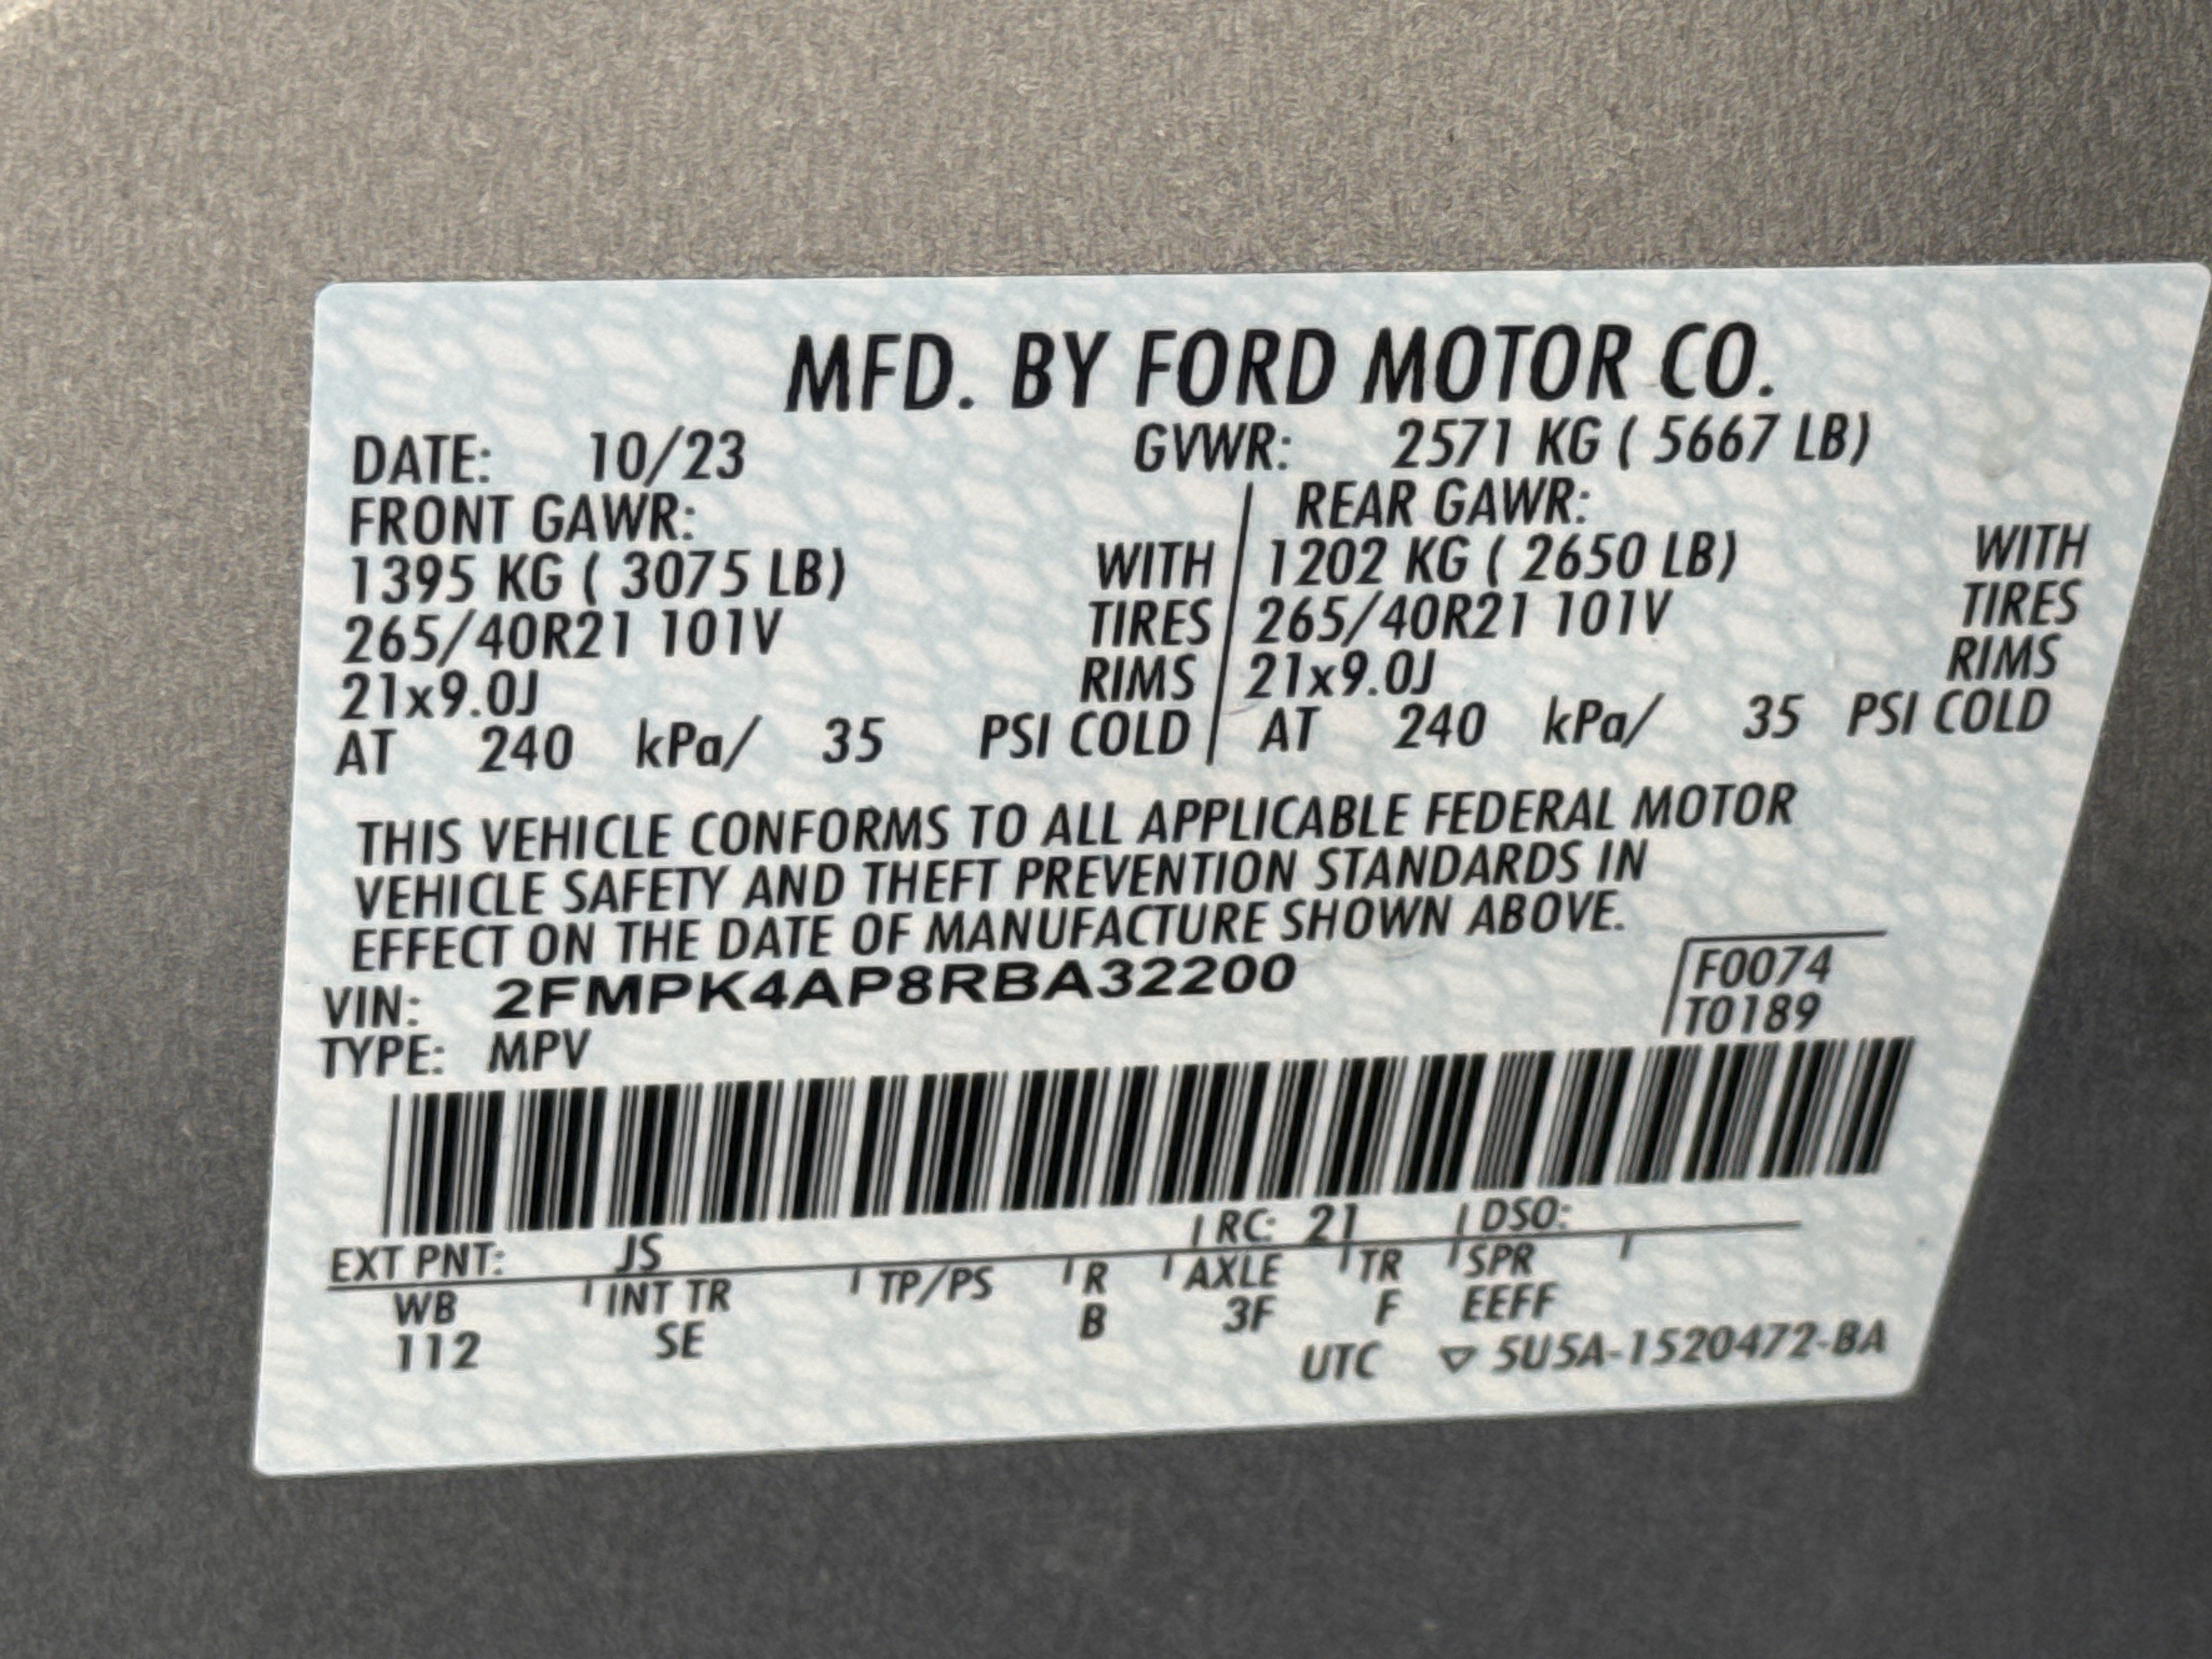 MFD. BY FORD MOTOR CO.
DATE: 10/23 GVWR: 2571 KG ( 5667 LB)
FRONT GAWR: REAR GAWR:
1395 KG ( 3075 LB) WITH 1202 KG ( 2650 LB) WITH
265/40R21 101V TIRES 265/40R21 101V TIRES
21x9.0J RIMS 21x9.0J RIMS
AT 240 kPa/ 35 PSI COLD AT 240 kPa/ 35 PSI COLD
THIS VEHICLE CONFORMS TO ALL APPLICABLE FEDERAL MOTOR
VEHICLE SAFETY AND THEFT PREVENTION STANDARDS IN
EFFECT ON THE DATE OF MANUFACTURE SHOWN ABOVE.
VIN: 2FMPK4AP8RBA32200 F0074
TYPE: MPV T0189
EXT PNT: JS RC: 21 DSO:
WB INT TR TP/PS R AXLE TR SPR
112 SE B 3F F EEFF
UTC ▽ 5U5A-1520472-BA